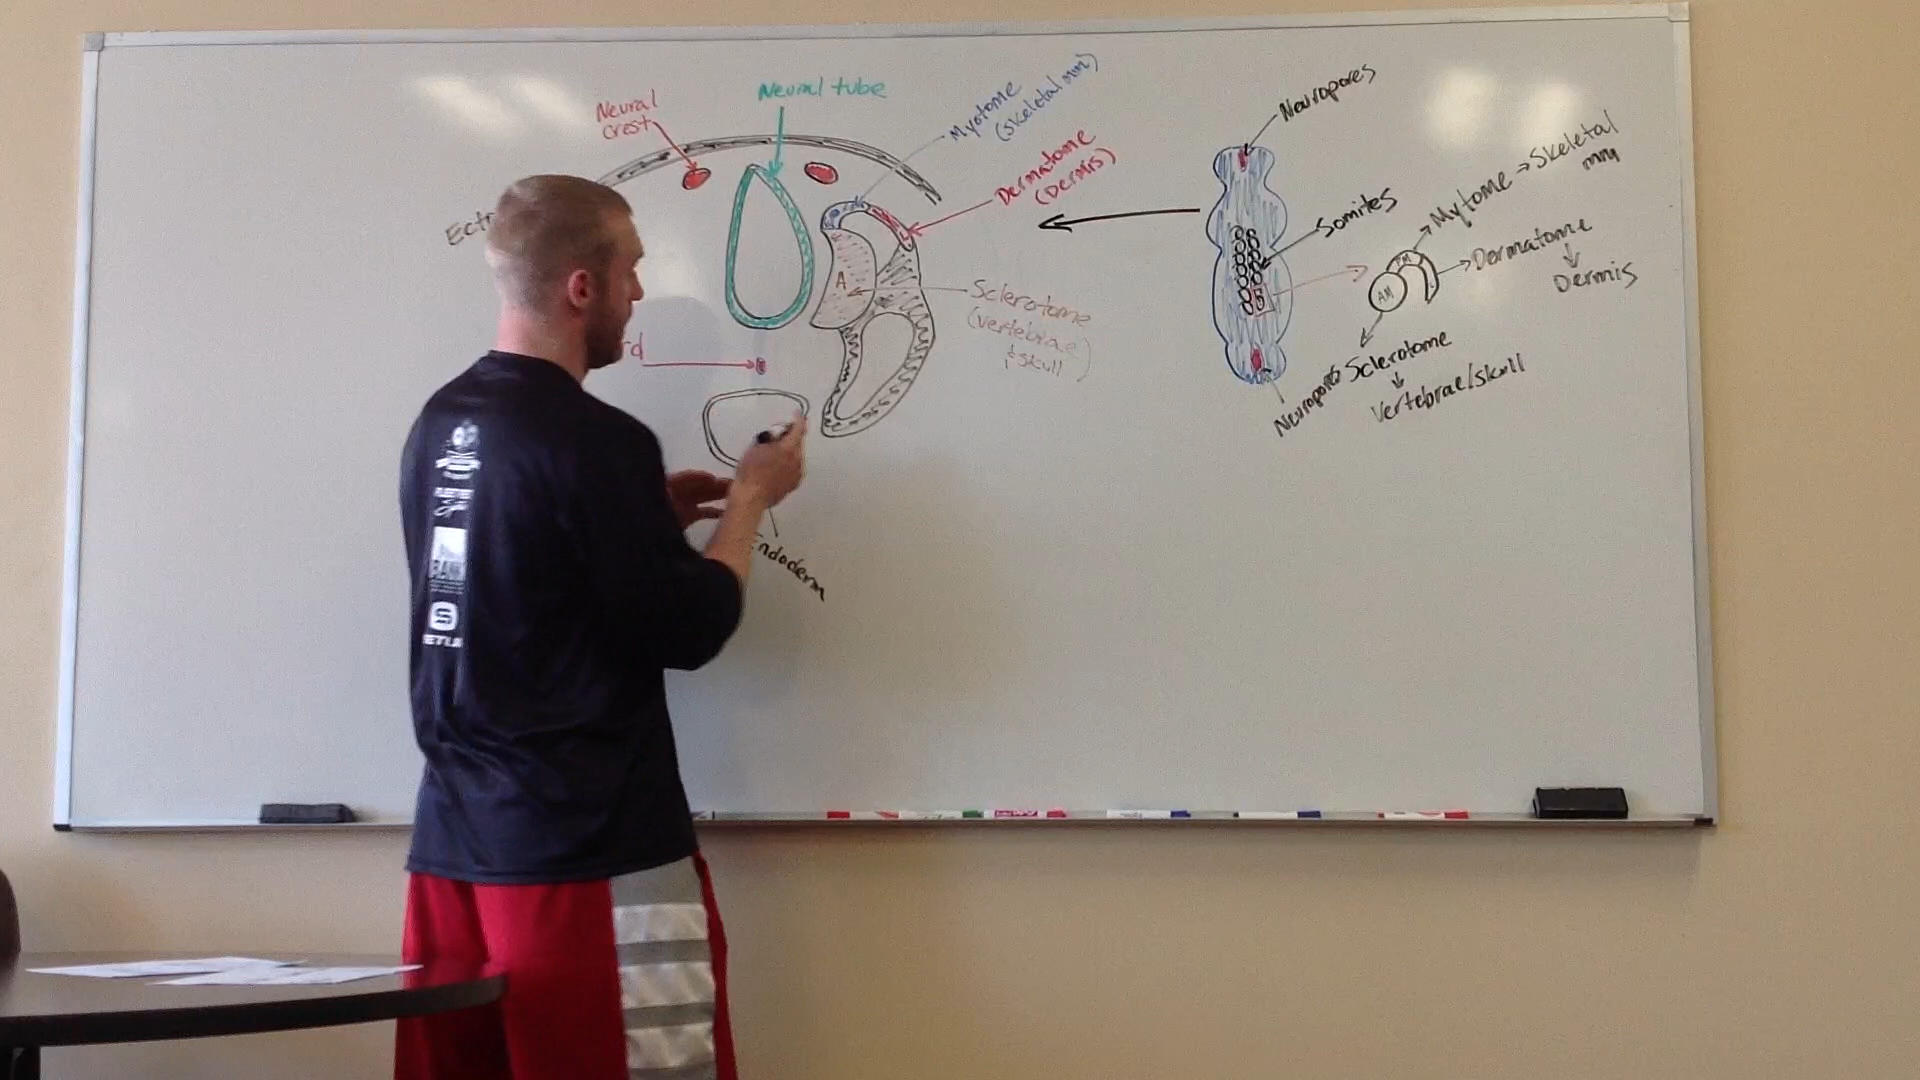 Neural
crest
Neural tube
Myotome
(skeletal mm)
Dermatome
(Dermis)
Sclerotome
(vertebrae)
& skull
A
Endoderm
Neuropores
Somites
Mytome → Skeletal
mm
Dermatome
Dermis
PM
AM
Sclerotome
Vertebrae/skull
Neuropores
BANK